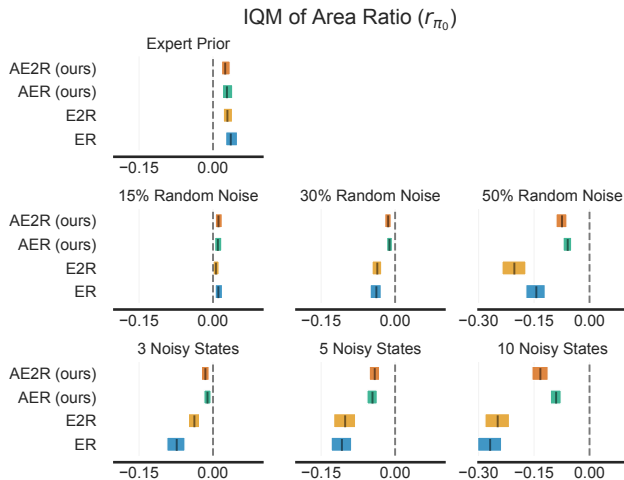 IQM of Area Ratio (r_{π_0})
Expert Prior
AE2R (ours)
AER (ours)
E2R
ER
−0.15 0.00
15% Random Noise 30% Random Noise 50% Random Noise
AE2R (ours)
AER (ours)
E2R
ER
−0.15 0.00 −0.15 0.00 −0.30 −0.15 0.00
3 Noisy States 5 Noisy States 10 Noisy States
AE2R (ours)
AER (ours)
E2R
ER
−0.15 0.00 −0.15 0.00 −0.30 −0.15 0.00